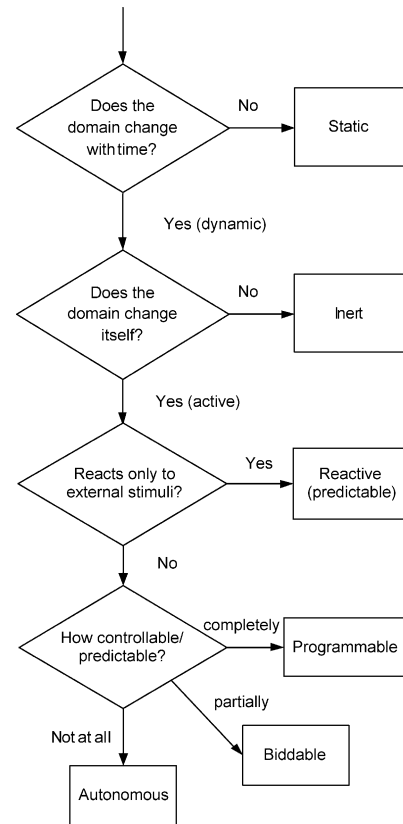 Does the
domain change
with time?
No
Static
Yes (dynamic)
Does the
domain change
itself?
No
Inert
Yes (active)
Reacts only to
external stimuli?
Yes
Reactive
(predictable)
No
How controllable/
predictable?
completely
Programmable
partially
Biddable
Not at all
Autonomous